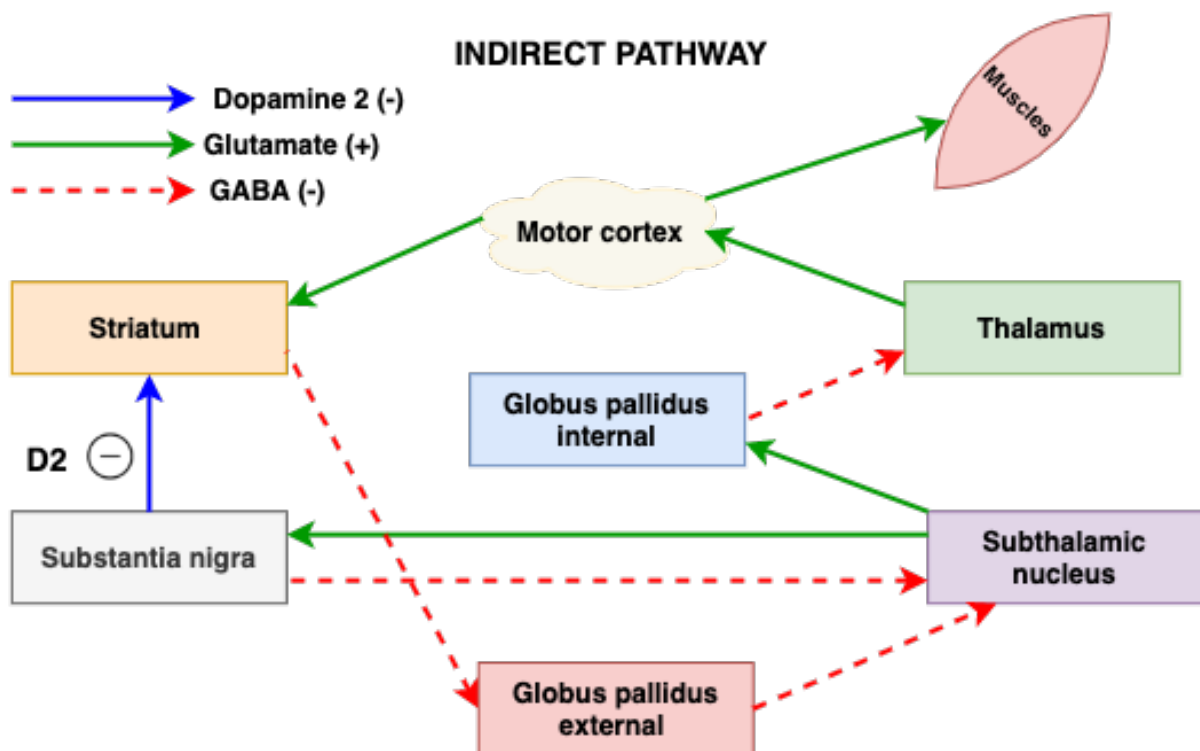 INDIRECT PATHWAY
Dopamine 2 (-)
Glutamate (+)
GABA (-)
Muscles
Motor cortex
Striatum
Thalamus
Globus pallidus
internal
D2
Substantia nigra
Subthalamic
nucleus
Globus pallidus
external